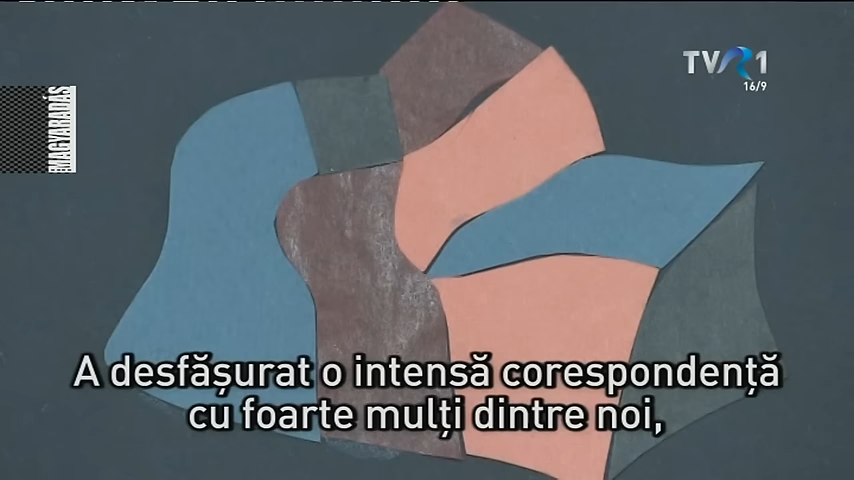 TVR1
16/9
MAGYARADÁS
A desfășurat o intensă corespondență
cu foarte mulți dintre noi,